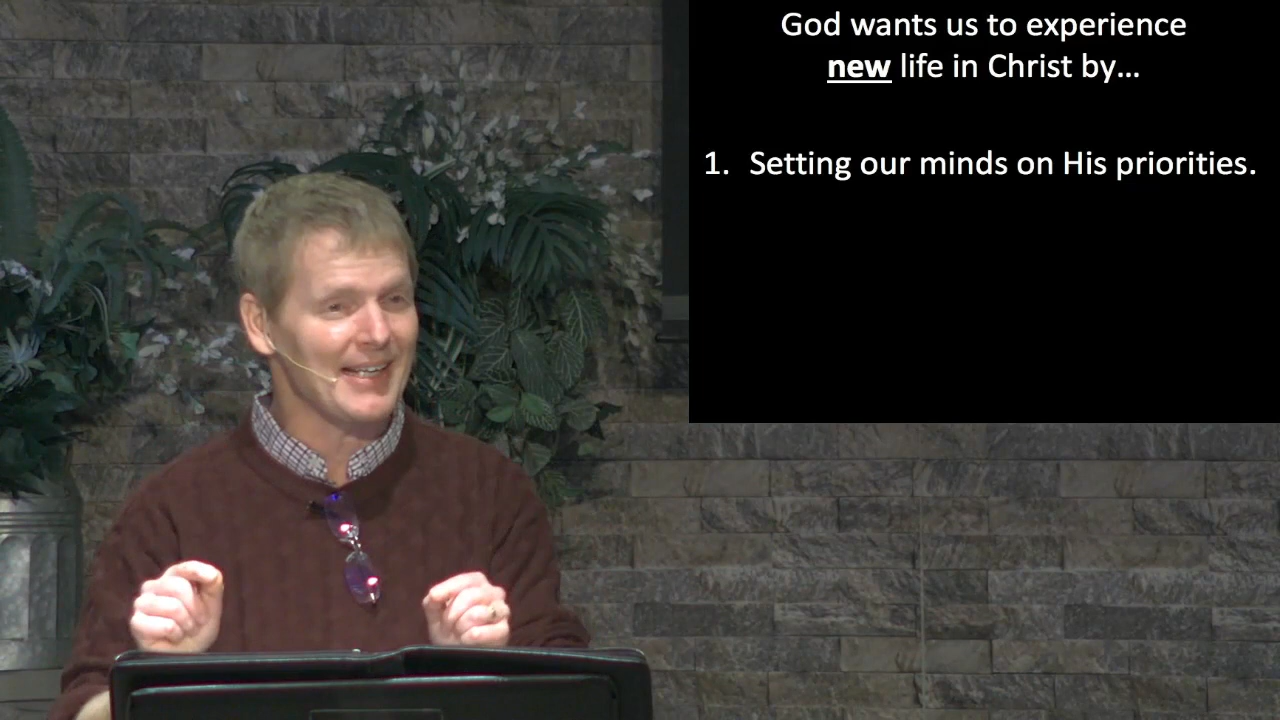 God wants us to experience
new life in Christ by...
1. Setting our minds on His priorities.